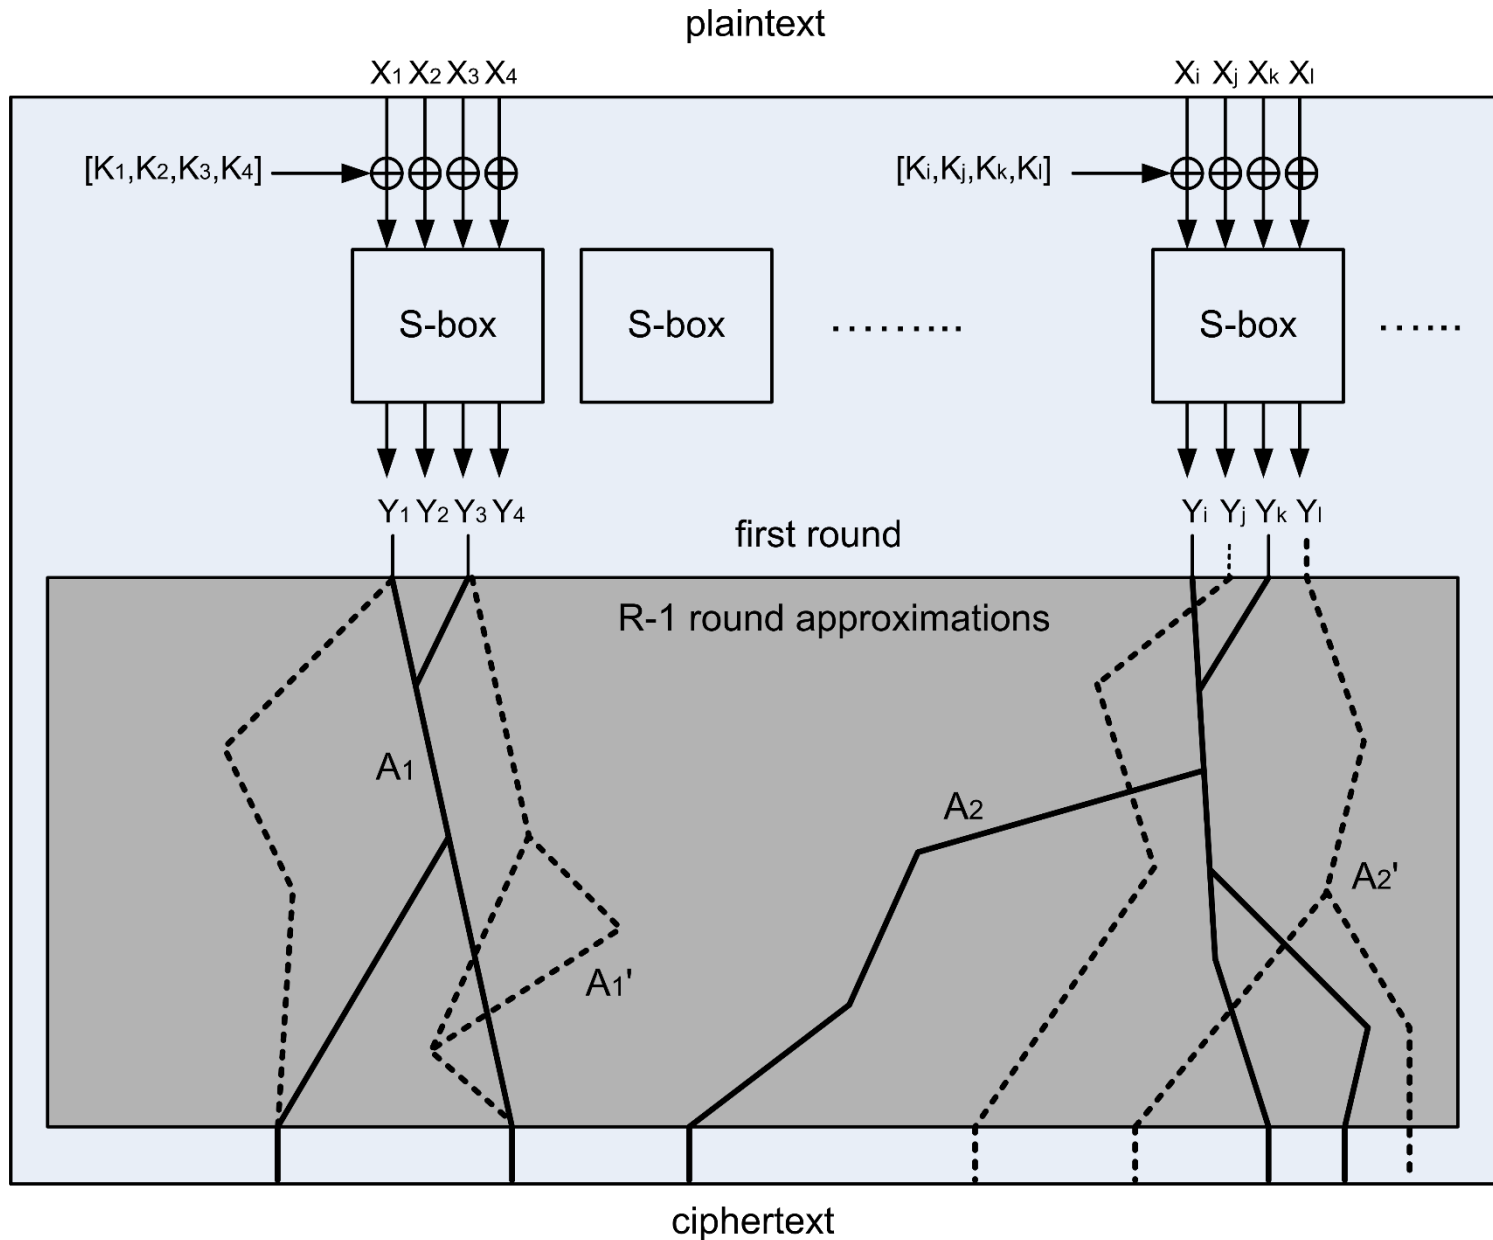 plaintext
X1 X2 X3 X4 Xi Xj Xk Xl
[K1,K2,K3,K4] [Ki,Kj,Kk,Kl]
S-box S-box ......... S-box ......
Y1 Y2 Y3 Y4 Yi Yj Yk Yl
first round
R-1 round approximations
A1
A2
A2'
A1'
ciphertext